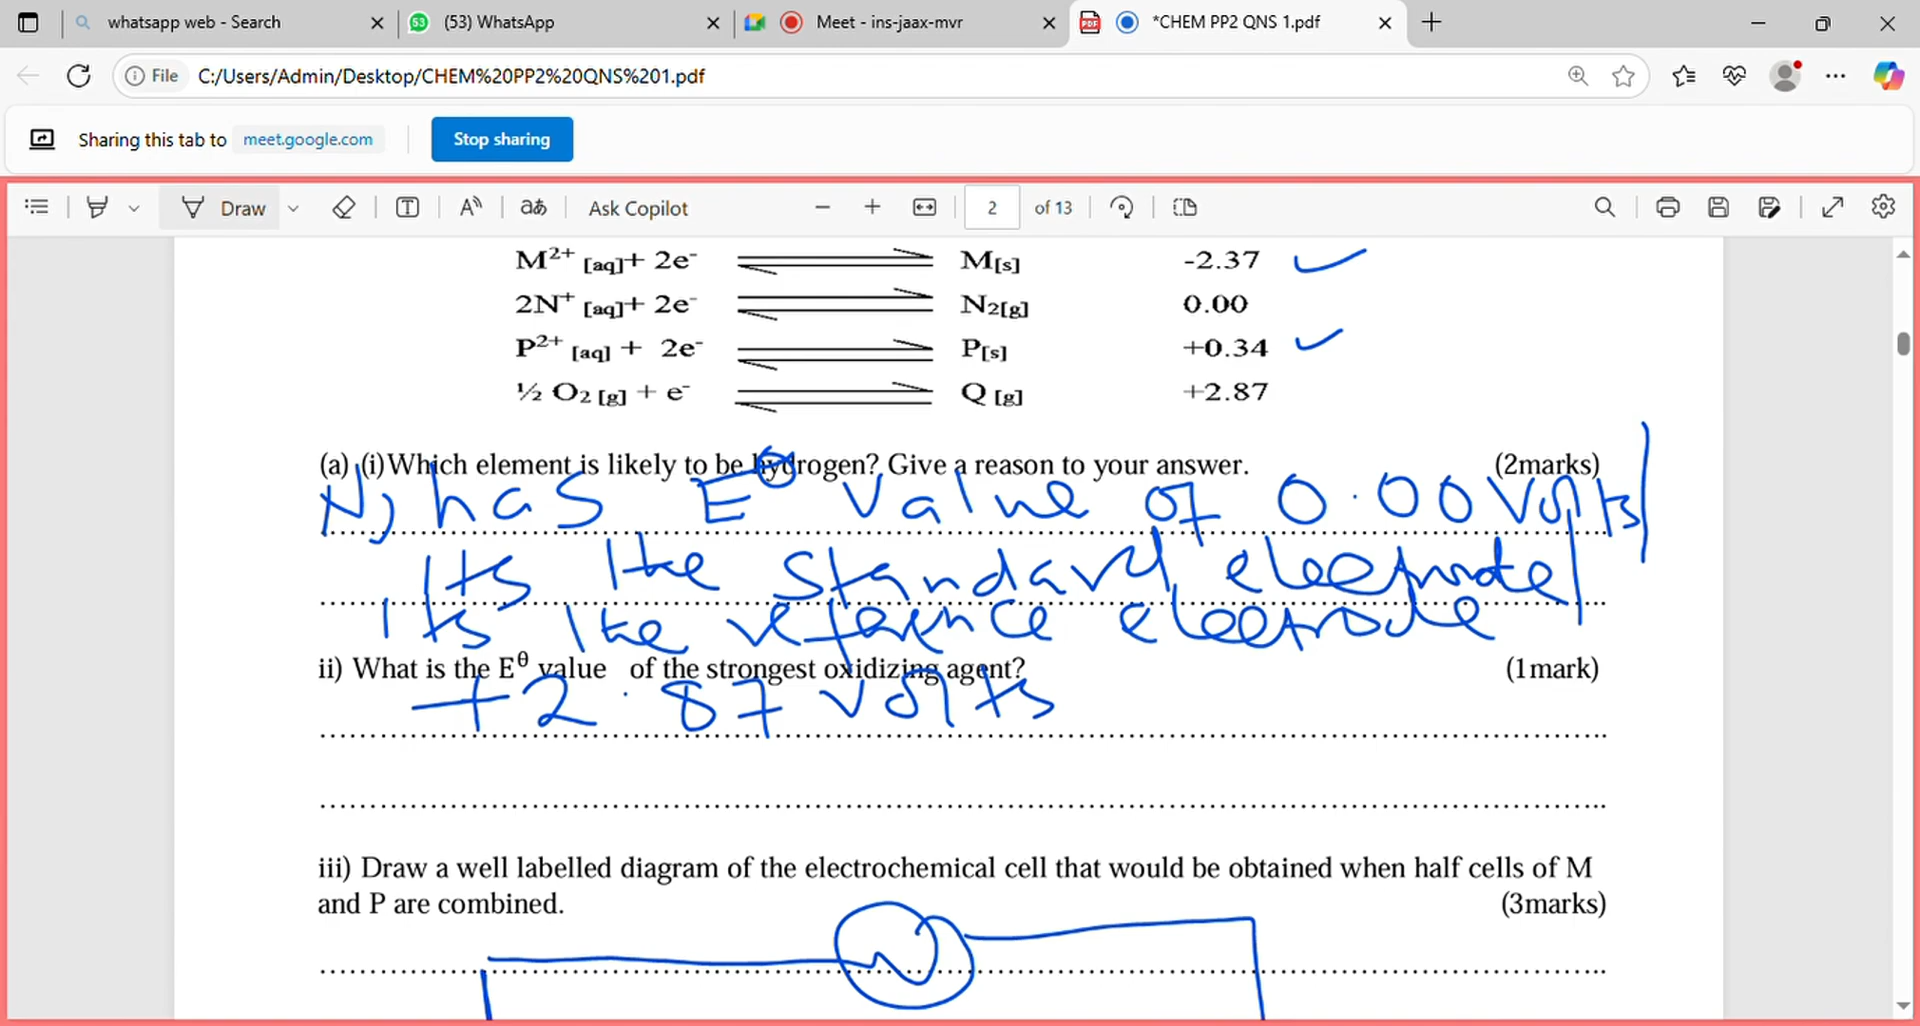 whatsapp web - Search
53 (53) WhatsApp
Meet - ins-jaax-mvr
PDF *CHEM PP2 QNS 1.pdf
File C:/Users/Admin/Desktop/CHEM%20PP2%20QNS%201.pdf
Sharing this tab to meet.google.com Stop sharing
Draw T A aあ Ask Copilot 2 of 13
M²⁺ [aq]+ 2e⁻ ⇌ M[s] -2.37
2N⁺ [aq]+ 2e⁻ ⇌ N₂[g] 0.00
P²⁺ [aq] + 2e⁻ ⇌ P[s] +0.34
½ O₂ [g] + e⁻ ⇌ Q [g] +2.87
(a) (i)Which element is likely to be hydrogen? Give a reason to your answer. (2marks)
N, has E^θ value of 0.00 volts
Its the standard electrode
Its the reference electrode
ii) What is the E^θ value of the strongest oxidizing agent? (1mark)
+2.87 volts
iii) Draw a well labelled diagram of the electrochemical cell that would be obtained when half cells of M
and P are combined. (3marks)